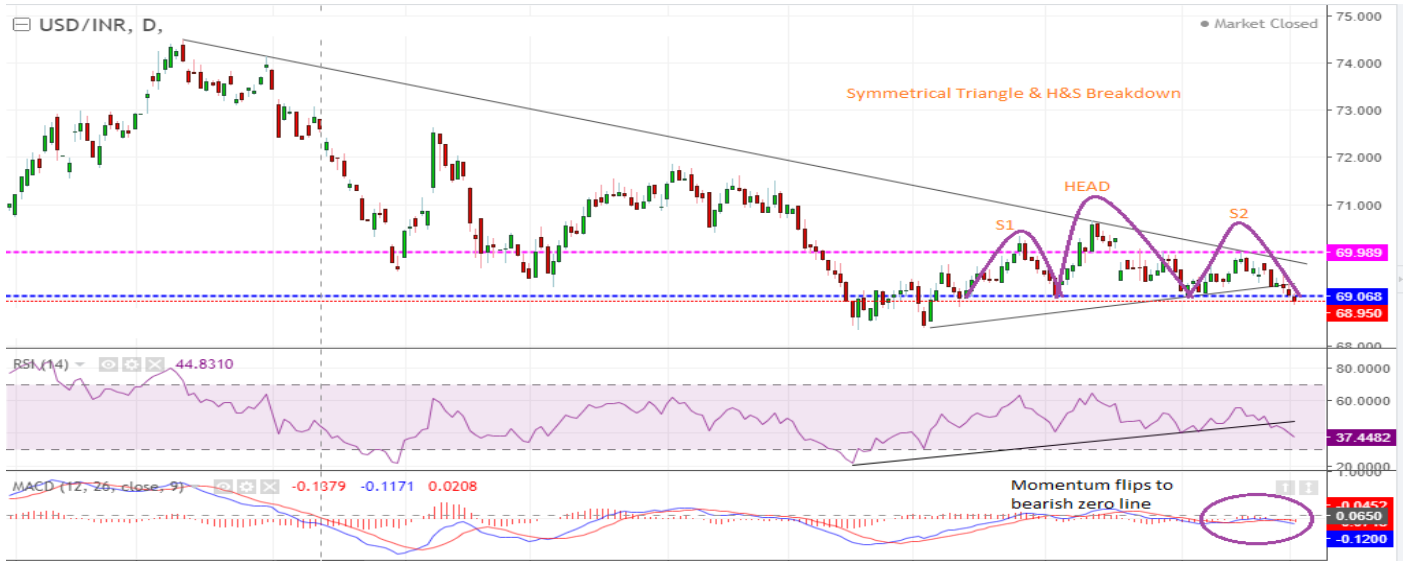 USD/INR, D,
Market Closed
75.000
74.000
Symmetrical Triangle & H&S Breakdown
73.000
72.000
HEAD
71.000
S1
S2
69.989
69.068
68.950
68.000
RSI (14)
44.8310
80.0000
60.0000
37.4482
20.0000
1.0000
MACD (12, 26, close, 9)
-0.1379
-0.1171
0.0208
Momentum flips to
bearish zero line
-0.0452
0.0650
-0.1200